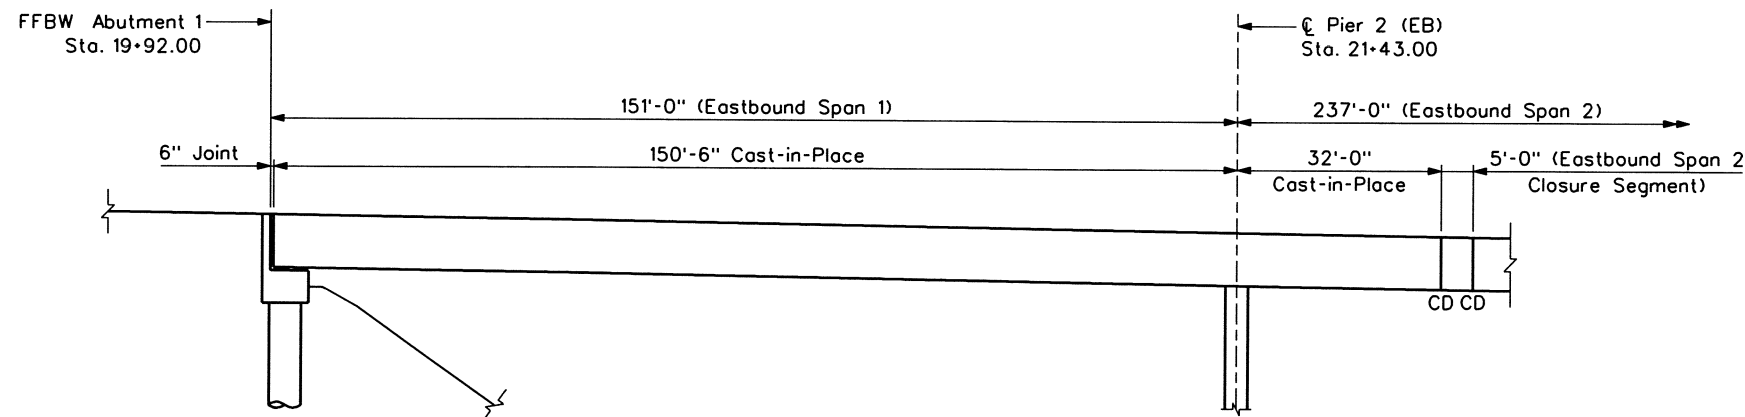 FFBW Abutment 1
Sta. 19+92.00
℄ Pier 2 (EB)
Sta. 21+43.00
151'-0" (Eastbound Span 1)
237'-0" (Eastbound Span 2)
6" Joint
150'-6" Cast-in-Place
32'-0"
Cast-in-Place
5'-0" (Eastbound Span 2
Closure Segment)
CD CD